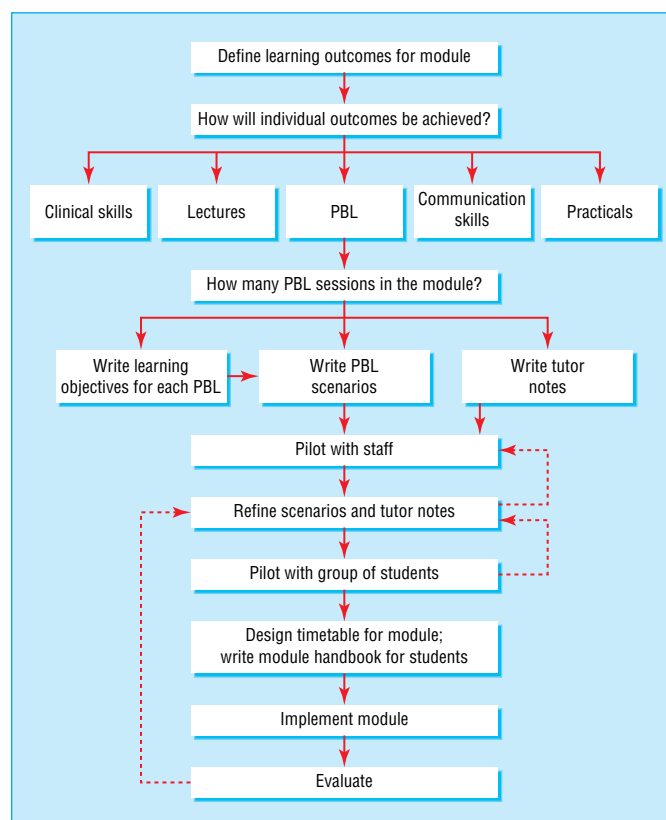 Define learning outcomes for module
How will individual outcomes be achieved?
Clinical skills
Lectures
PBL
Communication
skills
Practicals
How many PBL sessions in the module?
Write learning
objectives for each PBL
Write PBL
scenarios
Write tutor
notes
Pilot with staff
Refine scenarios and tutor notes
Pilot with group of students
Design timetable for module;
write module handbook for students
Implement module
Evaluate